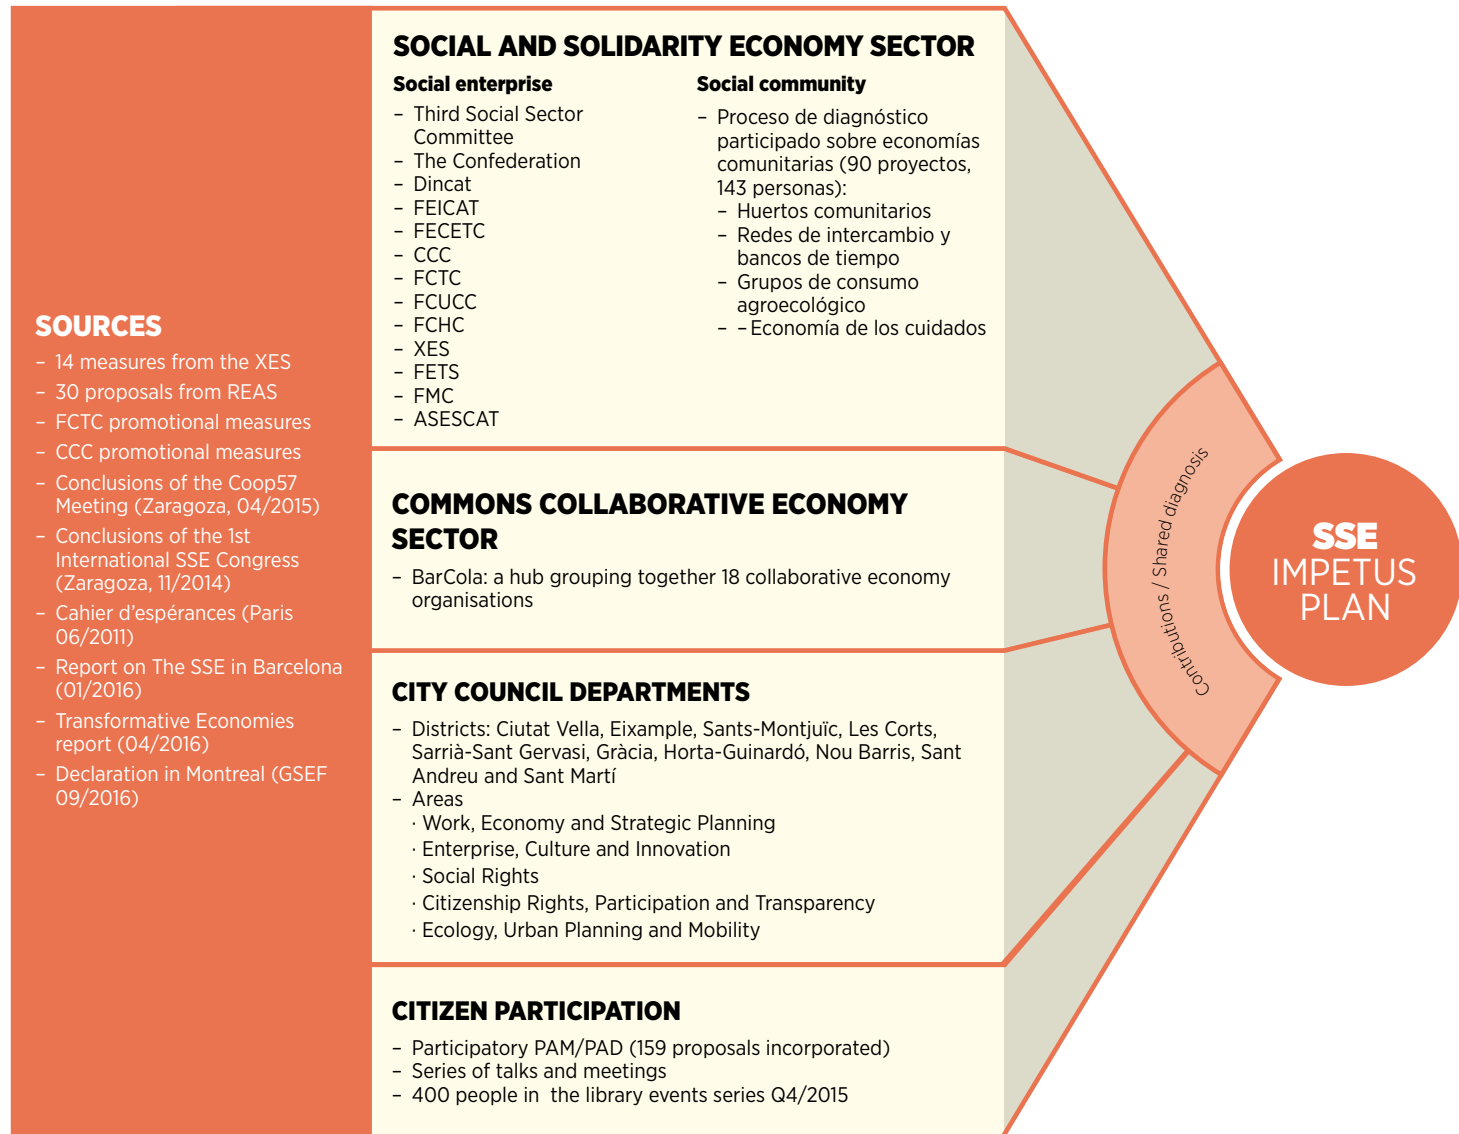 SOURCES
– 14 measures from the XES
– 30 proposals from REAS
– FCTC promotional measures
– CCC promotional measures
– Conclusions of the Coop57
Meeting (Zaragoza, 04/2015)
– Conclusions of the 1st
International SSE Congress
(Zaragoza, 11/2014)
– Cahier d’espérances (Paris
06/2011)
– Report on The SSE in Barcelona
(01/2016)
– Transformative Economies
report (04/2016)
– Declaration in Montreal (GSEF
09/2016)
SOCIAL AND SOLIDARITY ECONOMY SECTOR
Social enterprise
– Third Social Sector
Committee
– The Confederation
– Dincat
– FEICAT
– FECETC
– CCC
– FCTC
– FCUCC
– FCHC
– XES
– FETS
– FMC
– ASESCAT
Social community
– Proceso de diagnóstico
participado sobre economías
comunitarias (90 proyectos,
143 personas):
– Huertos comunitarios
– Redes de intercambio y
bancos de tiempo
– Grupos de consumo
agroecológico
– – Economía de los cuidados
COMMONS COLLABORATIVE ECONOMY
SECTOR
– BarCola: a hub grouping together 18 collaborative economy
organisations
CITY COUNCIL DEPARTMENTS
– Districts: Ciutat Vella, Eixample, Sants-Montjuïc, Les Corts,
Sarrià-Sant Gervasi, Gràcia, Horta-Guinardó, Nou Barris, Sant
Andreu and Sant Martí
– Areas
· Work, Economy and Strategic Planning
· Enterprise, Culture and Innovation
· Social Rights
· Citizenship Rights, Participation and Transparency
· Ecology, Urban Planning and Mobility
CITIZEN PARTICIPATION
– Participatory PAM/PAD (159 proposals incorporated)
– Series of talks and meetings
– 400 people in the library events series Q4/2015
Contributions / Shared diagnosis
SSE
IMPETUS
PLAN